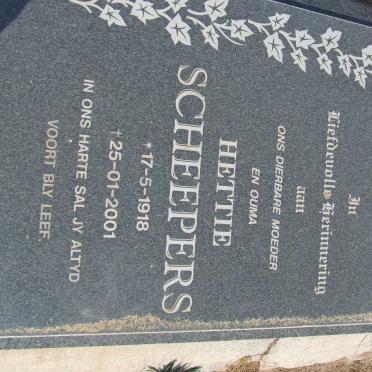 In
Liefdevolle Herinnering
aan
ONS DIERBARE MOEDER
EN OUMA
HETTIE
SCHEEPERS
*17-5-1918
†25-01-2001
IN ONS HARTE SAL JY ALTYD
VOORT BLY LEEF.